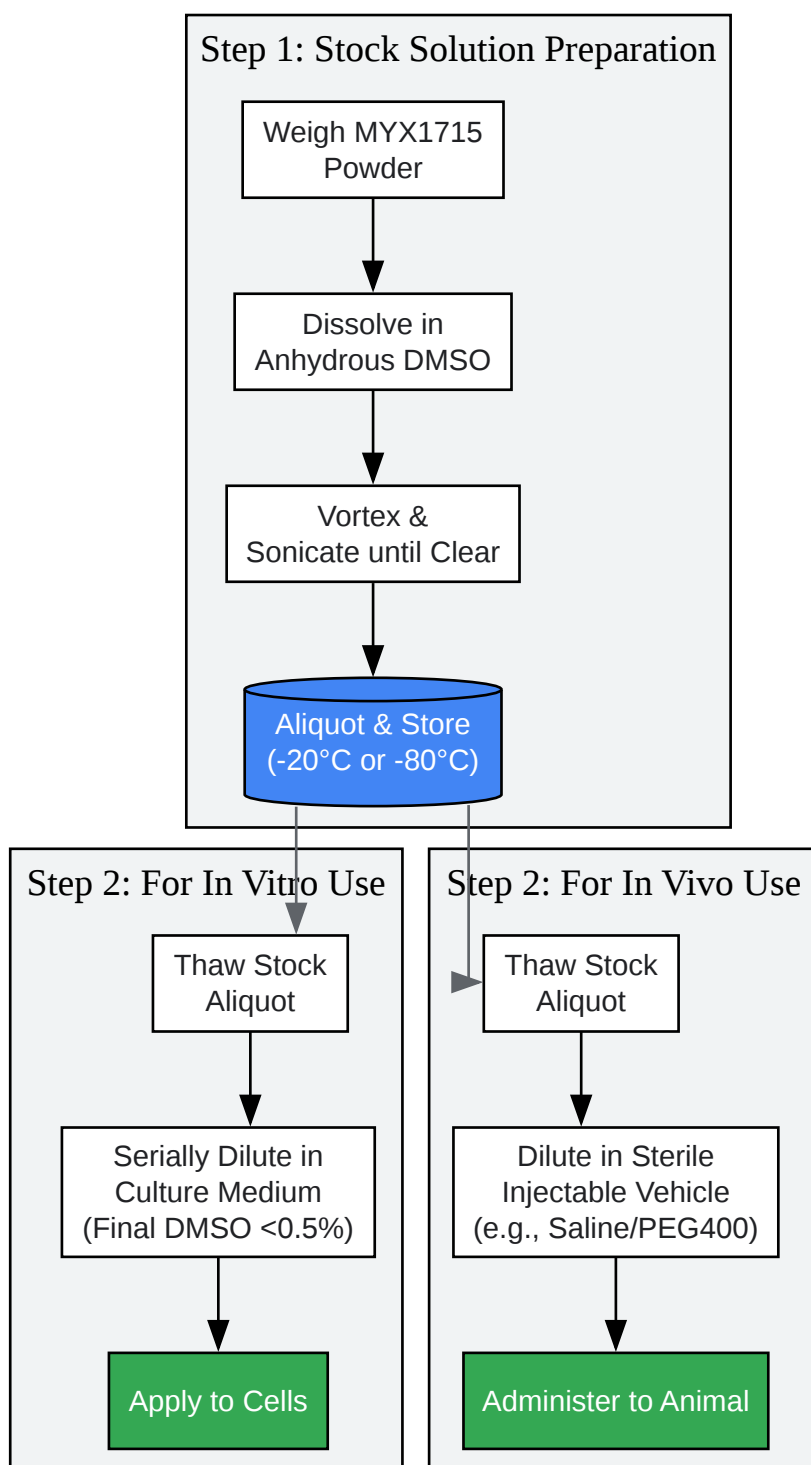 Step 1: Stock Solution Preparation
Weigh MYX1715
Powder
Dissolve in
Anhydrous DMSO
Vortex &
Sonicate until Clear
Aliquot & Store
(-20°C or -80°C)
Step 2: For In Vitro Use
Thaw Stock
Aliquot
Serially Dilute in
Culture Medium
(Final DMSO <0.5%)
Apply to Cells
Step 2: For In Vivo Use
Thaw Stock
Aliquot
Dilute in Sterile
Injectable Vehicle
(e.g., Saline/PEG400)
Administer to Animal